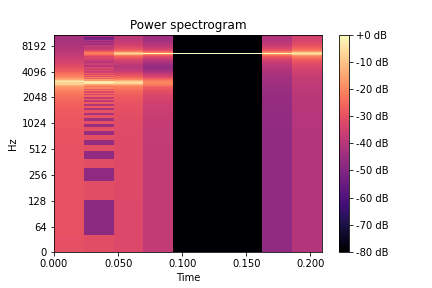 Power spectrogram
8192
4096
2048
1024
512
256
128
64
0
Hz
0.000 0.050 0.100 0.150 0.200
Time
+0 dB
-10 dB
-20 dB
-30 dB
-40 dB
-50 dB
-60 dB
-70 dB
-80 dB